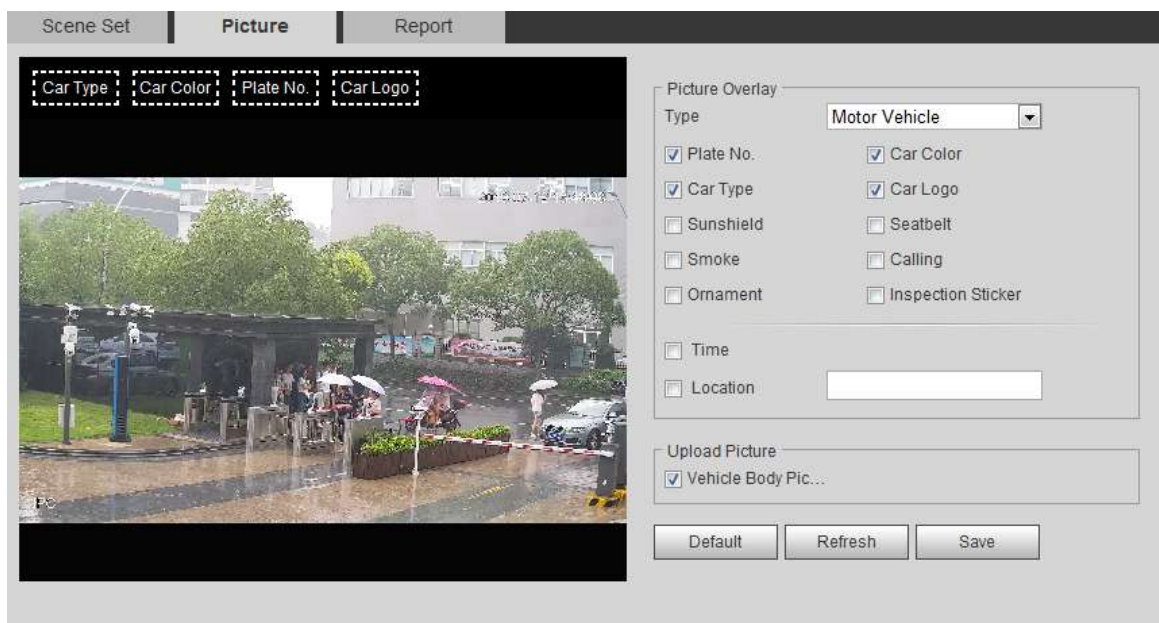 Scene Set Picture Report
Car Type Car Color Plate No. Car Logo
Picture Overlay
Type Motor Vehicle
Plate No. Car Color
Car Type Car Logo
Sunshield Seatbelt
Smoke Calling
Ornament Inspection Sticker
Time
Location
Upload Picture
Vehicle Body Pic...
Default Refresh Save